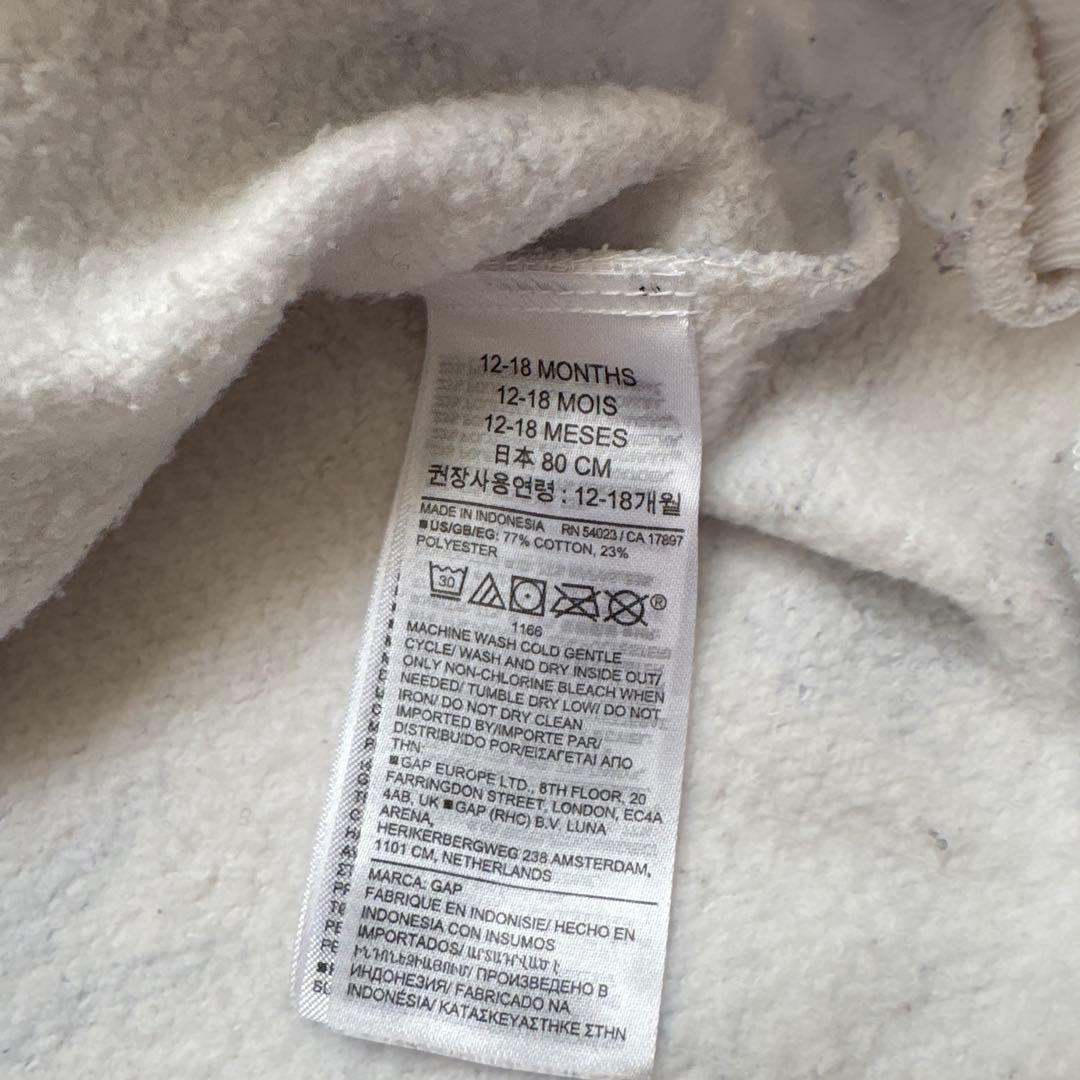 12-18 MONTHS
12-18 MOIS
12-18 MESES
日本 80 CM
권장사용연령 : 12-18개월
MADE IN INDONESIA RN 54023 / CA 17897
■US/GB/EG: 77% COTTON, 23%
POLYESTER
30 ®
1166
MACHINE WASH COLD GENTLE
CYCLE/ WASH AND DRY INSIDE OUT/
ONLY NON-CHLORINE BLEACH WHEN
NEEDED/ TUMBLE DRY LOW/ DO NOT
IRON/ DO NOT DRY CLEAN
IMPORTED BY/IMPORTE PAR/
DISTRIBUIDO POR/ΕΙΣΑΓΕΤΑΙ ΑΠΟ
ΤΗΝ
■GAP EUROPE LTD., 8TH FLOOR, 20
FARRINGDON STREET, LONDON, EC4A
4AB, UK ■GAP (RHC) B.V. LUNA
ARENA,
HERIKERBERGWEG 238 AMSTERDAM,
1101 CM, NETHERLANDS
MARCA: GAP
FABRIQUE EN INDONISIE/ HECHO EN
INDONESIA CON INSUMOS
IMPORTADOS/ ԱՐՏԱԴՐՎԱԾ Է
ԻՆԴՈՆԵԶԻԱՅՈՒՄ/ ПРОИЗВЕДЕНО В
ИНДОНЕЗИЯ/ FABRICADO NA
INDONÉSIA/ ΚΑΤΑΣΚΕΥΑΣΤΗΚΕ ΣΤΗΝ